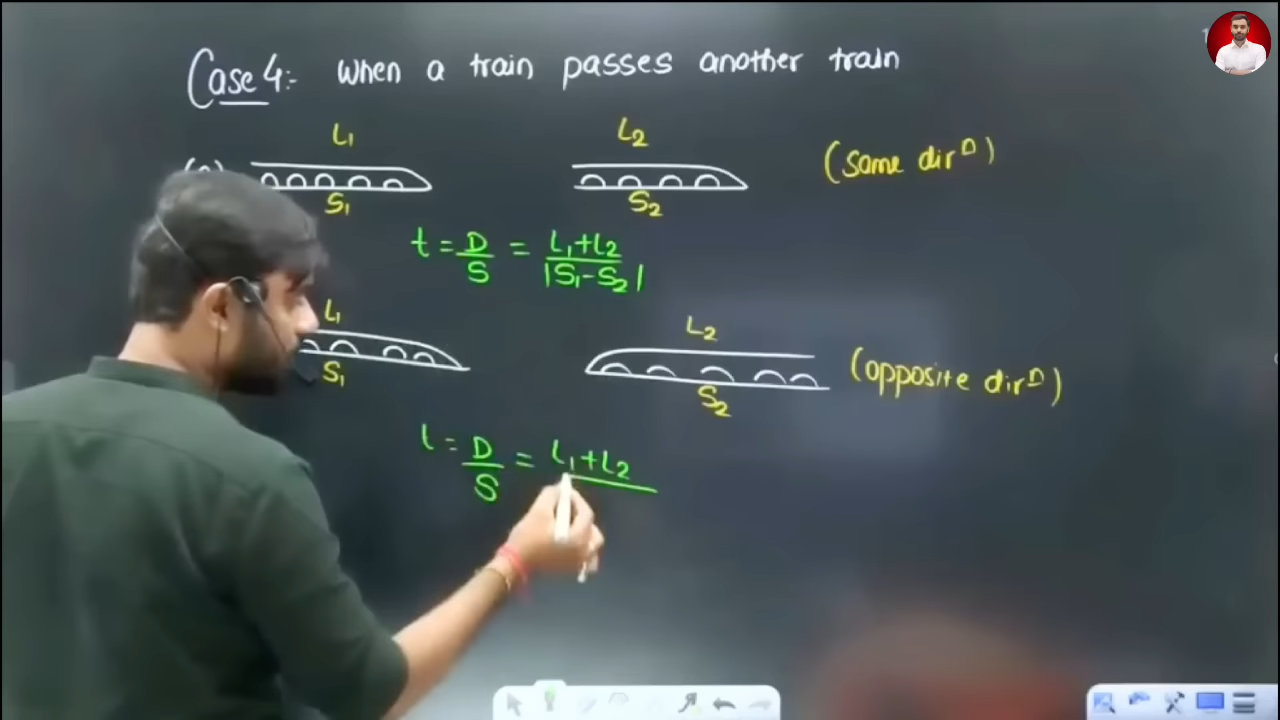 Case 4:- When a train passes another train
L₁ L₂
(same dirⁿ)
S₁ S₂
t = D/S = L₁+L₂/|S₁-S₂|
L₁ L₂
(opposite dirⁿ)
S₁ S₂
t = D/S = L₁+L₂